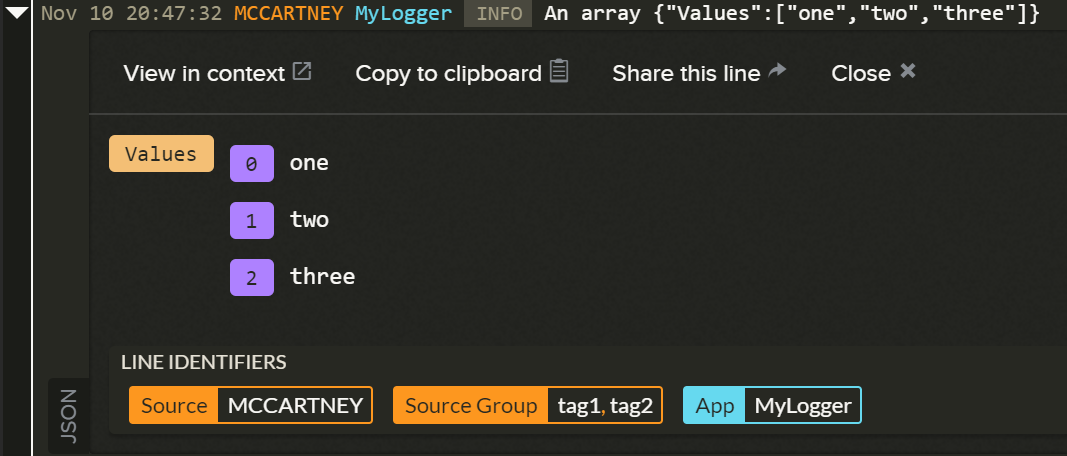 Nov 10 20:47:32 MCCARTNEY MyLogger INFO An array {"Values":["one","two","three"]}
View in context Copy to clipboard Share this line Close
Values 0 one
1 two
2 three
LINE IDENTIFIERS
Source MCCARTNEY Source Group tag1, tag2 App MyLogger
JSON